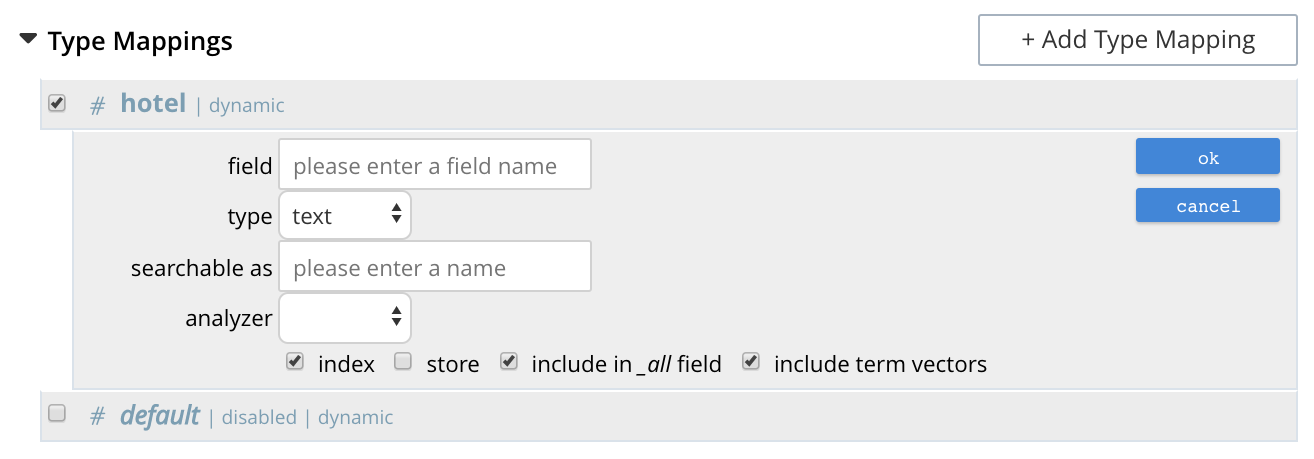 Type Mappings
+ Add Type Mapping
# hotel | dynamic
field please enter a field name
ok
type text
cancel
searchable as please enter a name
analyzer
index store include in _all field include term vectors
# default | disabled | dynamic